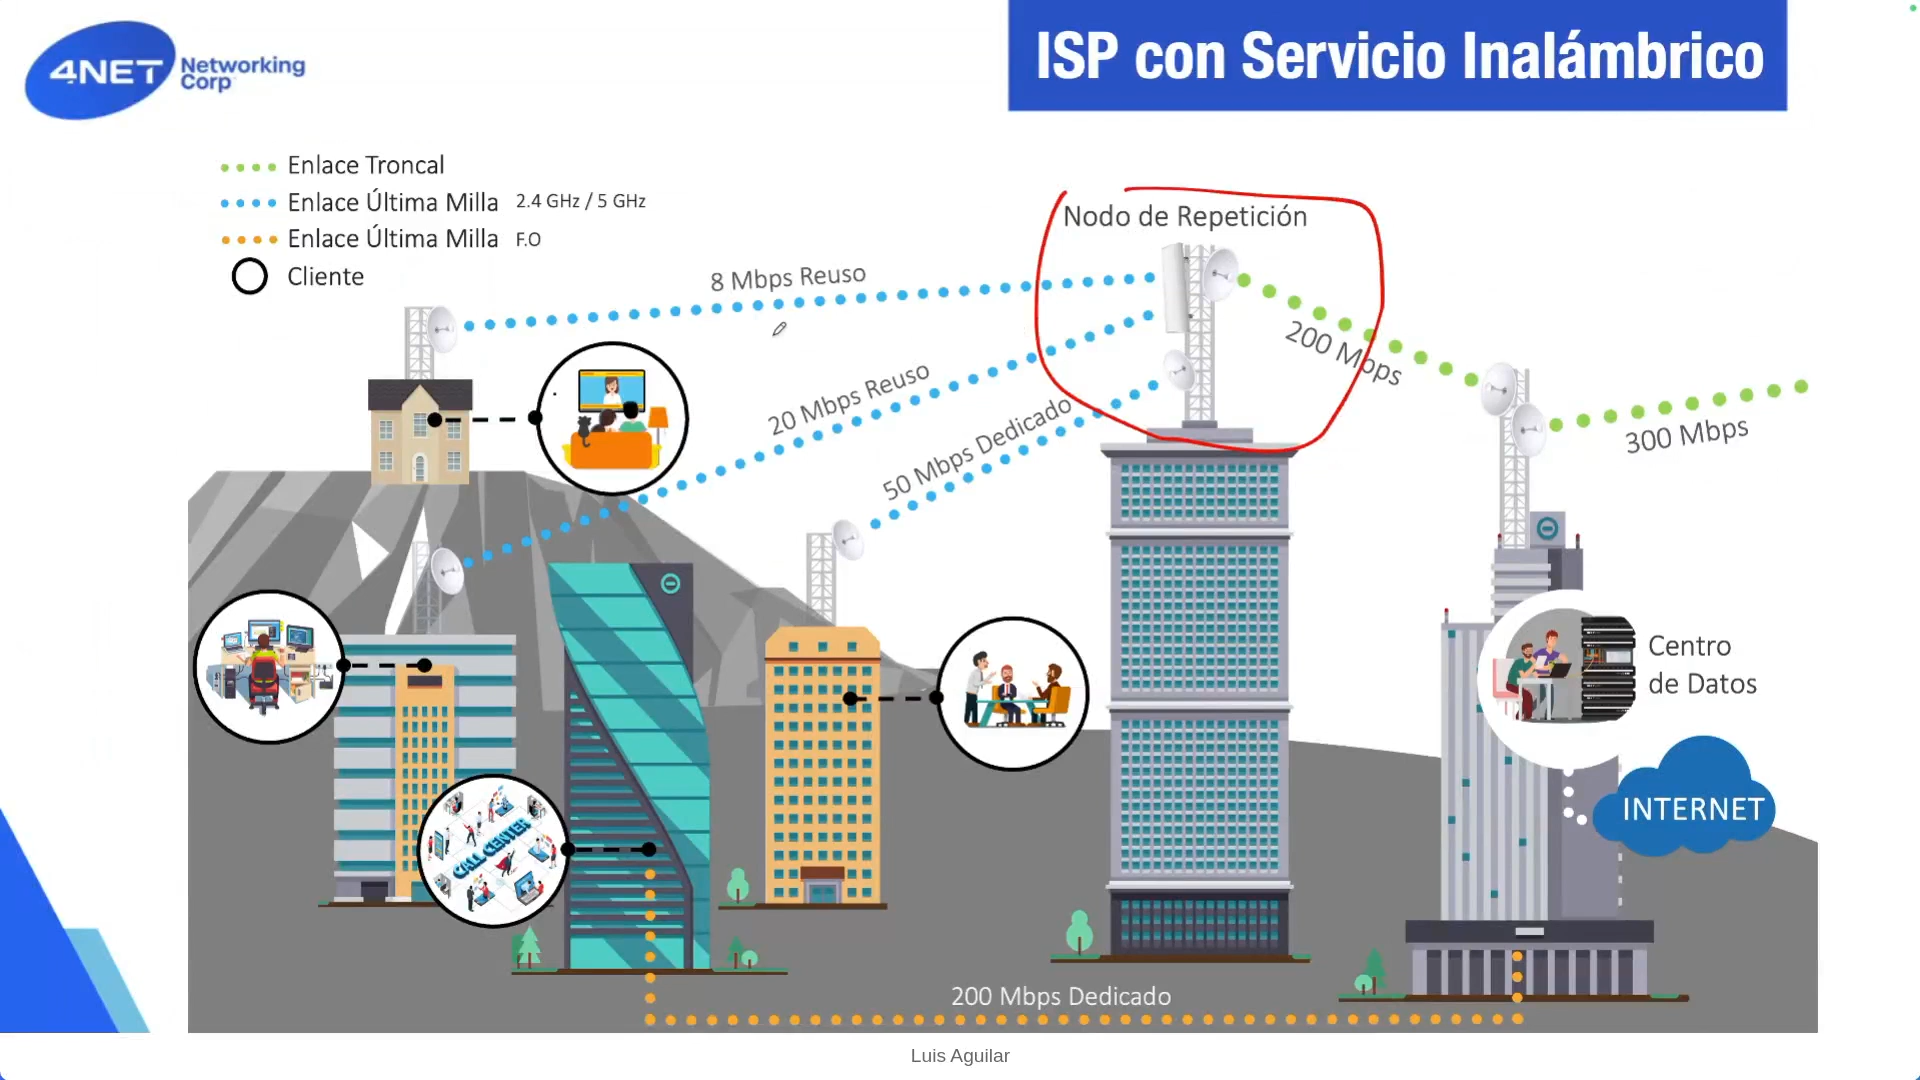 4NET Networking
Corp
ISP con Servicio Inalámbrico
Enlace Troncal
Enlace Última Milla 2.4 GHz / 5 GHz
Enlace Última Milla F.O
Cliente
Nodo de Repetición
8 Mbps Reuso
200 Mbps
20 Mbps Reuso
50 Mbps Dedicado
300 Mbps
Centro
de Datos
INTERNET
CALL CENTER
200 Mbps Dedicado
Luis Aguilar